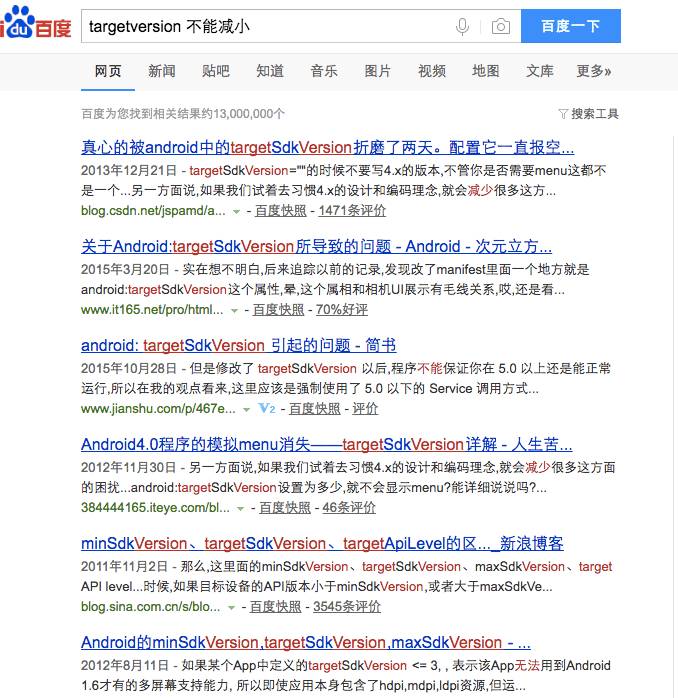 Baidu百度 targetversion 不能减小 百度一下
网页 新闻 贴吧 知道 音乐 图片 视频 地图 文库 更多»
百度为您找到相关结果约13,000,000个 搜索工具
真心的被android中的targetSdkVersion折磨了两天。配置它一直报空...
2013年12月21日 - targetSdkVersion=""的时候不要写4.x的版本,不管你是否需要menu这都不
是一个...另一方面说,如果我们试着去习惯4.x的设计和编码理念,就会减少很多这方...
blog.csdn.net/jspamd/a... - 百度快照 - 1471条评价
关于Android:targetSdkVersion所导致的问题 - Android - 次元立方...
2015年3月20日 - 实在想不明白,后来追踪以前的记录,发现改了manifest里面一个地方就是
android:targetSdkVersion这个属性,晕,这个属相和相机UI展示有毛线关系,哎,还是看...
www.it165.net/pro/html... - 百度快照 - 70%好评
android: targetSdkVersion 引起的问题 - 简书
2015年10月28日 - 但是修改了 targetSdkVersion 以后,程序不能保证你在 5.0 以上还是能正常
运行,所以在我的观点看来,这里应该是强制使用了 5.0 以下的 Service 调用方式...
www.jianshu.com/p/467e... V2 - 百度快照 - 评价
Android4.0程序的模拟menu消失——targetSdkVersion详解 - 人生苦...
2012年11月30日 - 另一方面说,如果我们试着去习惯4.x的设计和编码理念,就会减少很多这方面
的困扰...android:targetSdkVersion设置为多少,就不会显示menu?能详细说说吗?...
384444165.iteye.com/bl... - 百度快照 - 46条评价
minSdkVersion、targetSdkVersion、targetApiLevel的区..._新浪博客
2011年11月2日 - 那么,这里面的minSdkVersion、targetSdkVersion、maxSdkVersion、target
API level...时候,如果目标设备的API版本小于minSdkVersion,或者大于maxSdkVe...
blog.sina.com.cn/s/blo... - 百度快照 - 3545条评价
Android的minSdkVersion,targetSdkVersion,maxSdkVersion - ...
2012年8月11日 - 如果某个App中定义的targetSdkVersion <= 3, , 表示该App无法用到Android
1.6才有的多屏幕支持能力, 所以即使应用本身包含了hdpi,mdpi,ldpi资源,但运...